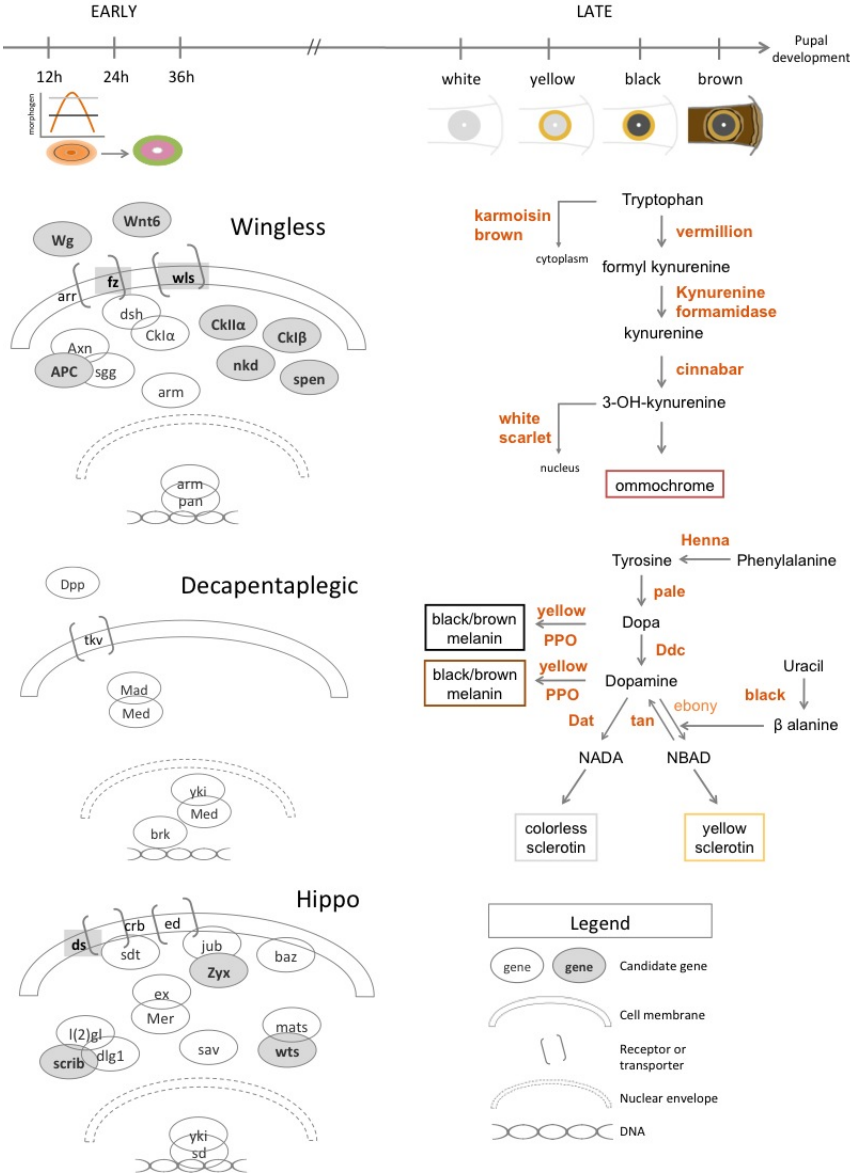 EARLY
LATE
Pupal
development
12h
24h
36h
white
yellow
black
brown
morphogen
Wingless
Wnt6
Wg
arr
fz
wls
dsh
CkIα
CkIIα
CkIβ
Axn
APC
sgg
nkd
spen
arm
arm
pan
Tryptophan
karmoisin
brown
vermillion
cytoplasm
formyl kynurenine
Kynurenine
formamidase
kynurenine
cinnabar
3-OH-kynurenine
white
scarlet
nucleus
ommochrome
Decapentaplegic
Dpp
tkv
Mad
Med
yki
Med
brk
Henna
Tyrosine
Phenylalanine
pale
black/brown
melanin
yellow
PPO
Dopa
Ddc
black/brown
melanin
yellow
PPO
Dopamine
Uracil
black
ebony
β alanine
Dat
tan
NADA
NBAD
colorless
sclerotin
yellow
sclerotin
Hippo
ds
crb
ed
sdt
jub
baz
Zyx
ex
Mer
l(2)gl
dlg1
scrib
sav
mats
wts
yki
sd
Legend
gene
gene
Candidate gene
Cell membrane
Receptor or
transporter
Nuclear envelope
DNA